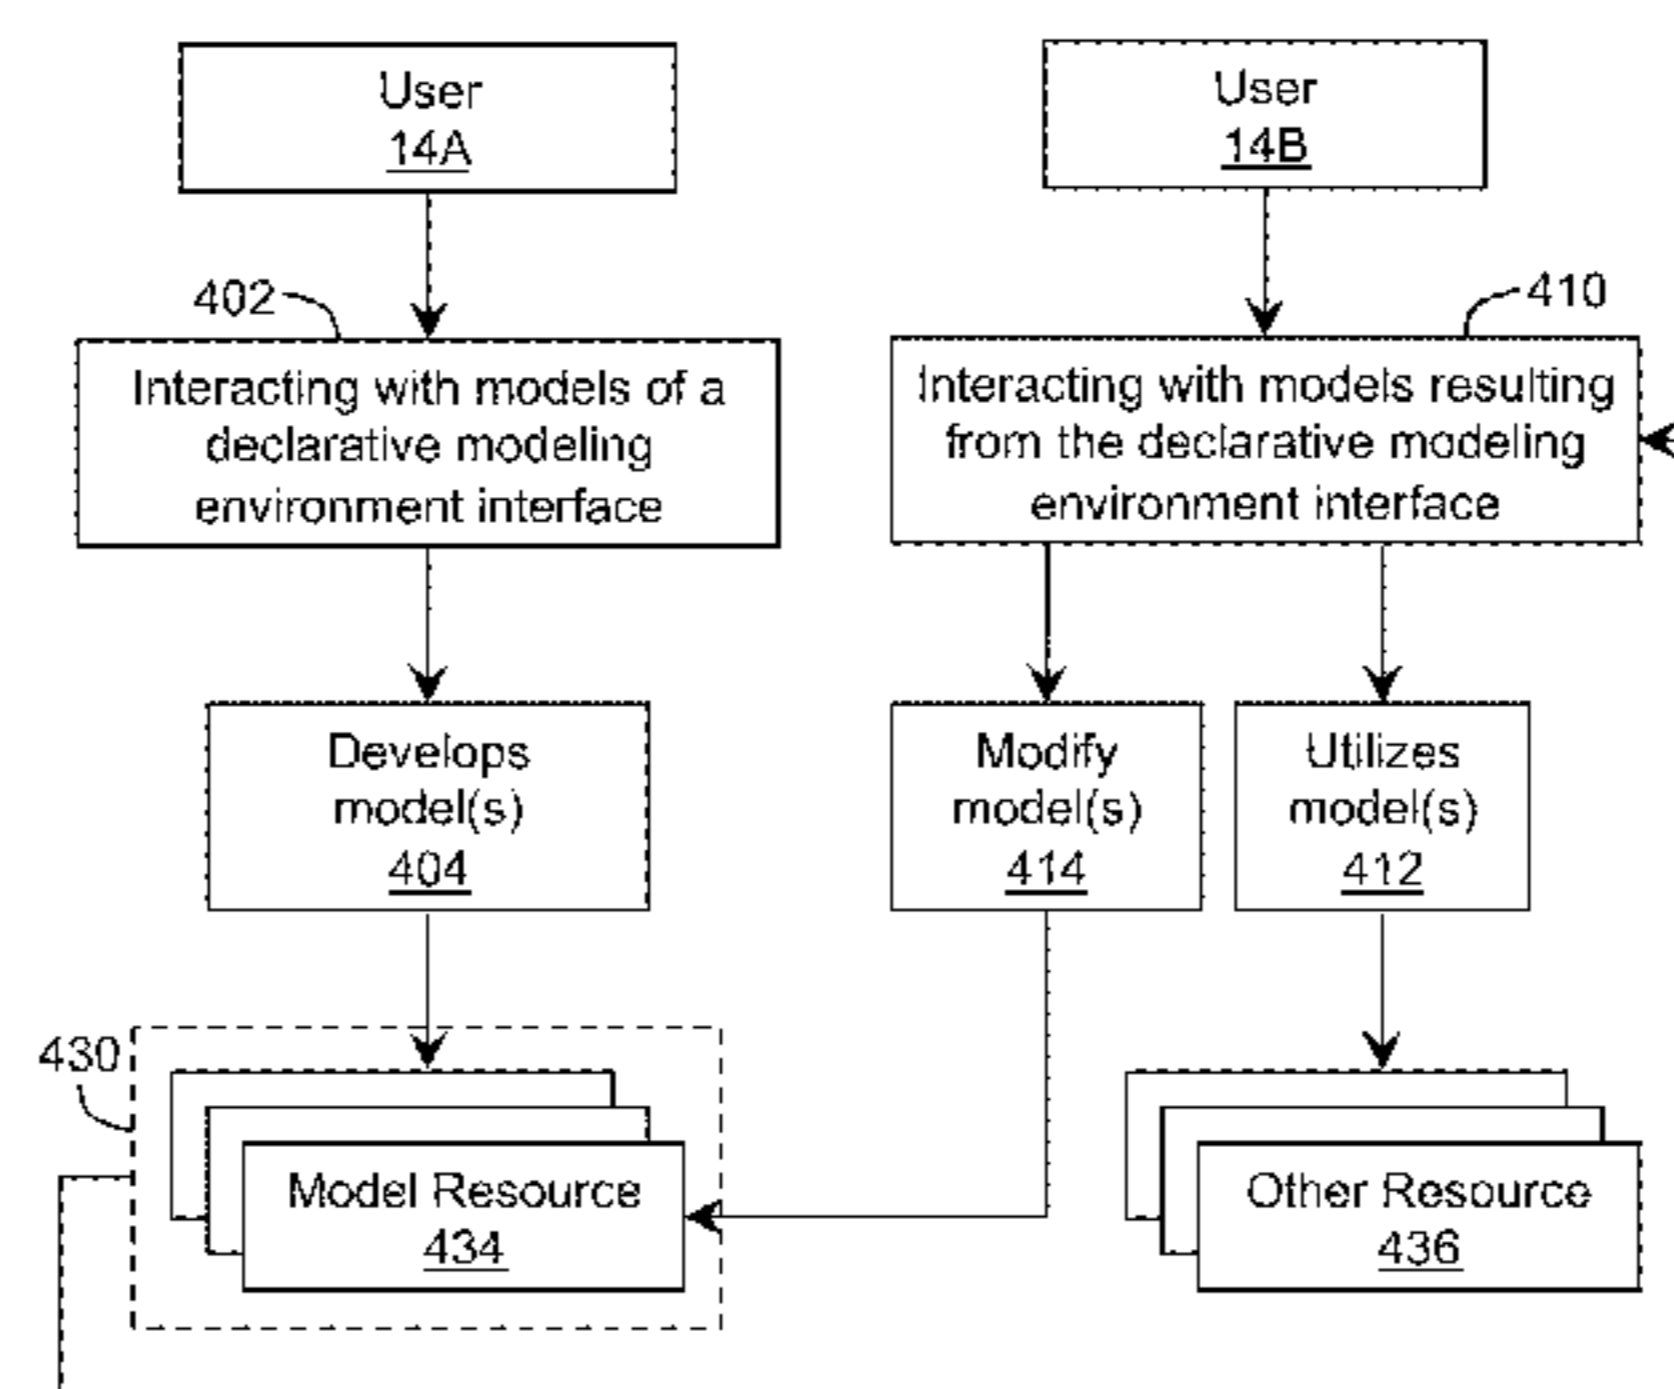 User
14A
User
14B
402
410
Interacting with models of a
declarative modeling
environment interface
Interacting with models resulting
from the declarative modeling
environment interface
Develops
model(s)
404
Modify
model(s)
414
Utilizes
model(s)
412
430
Model Resource
434
Other Resource
436